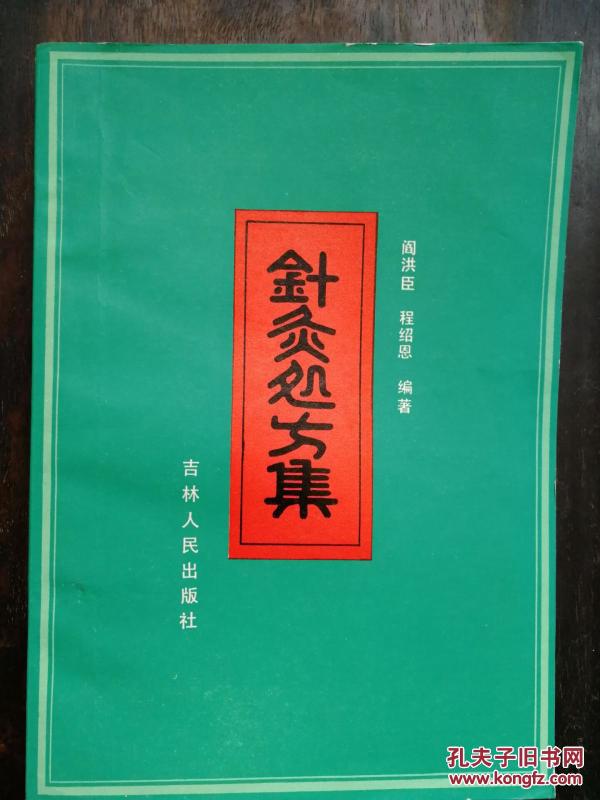 阎洪臣 程绍恩 编著
針灸处方集
吉林人民出版社
孔夫子旧书网
www.kongfz.com